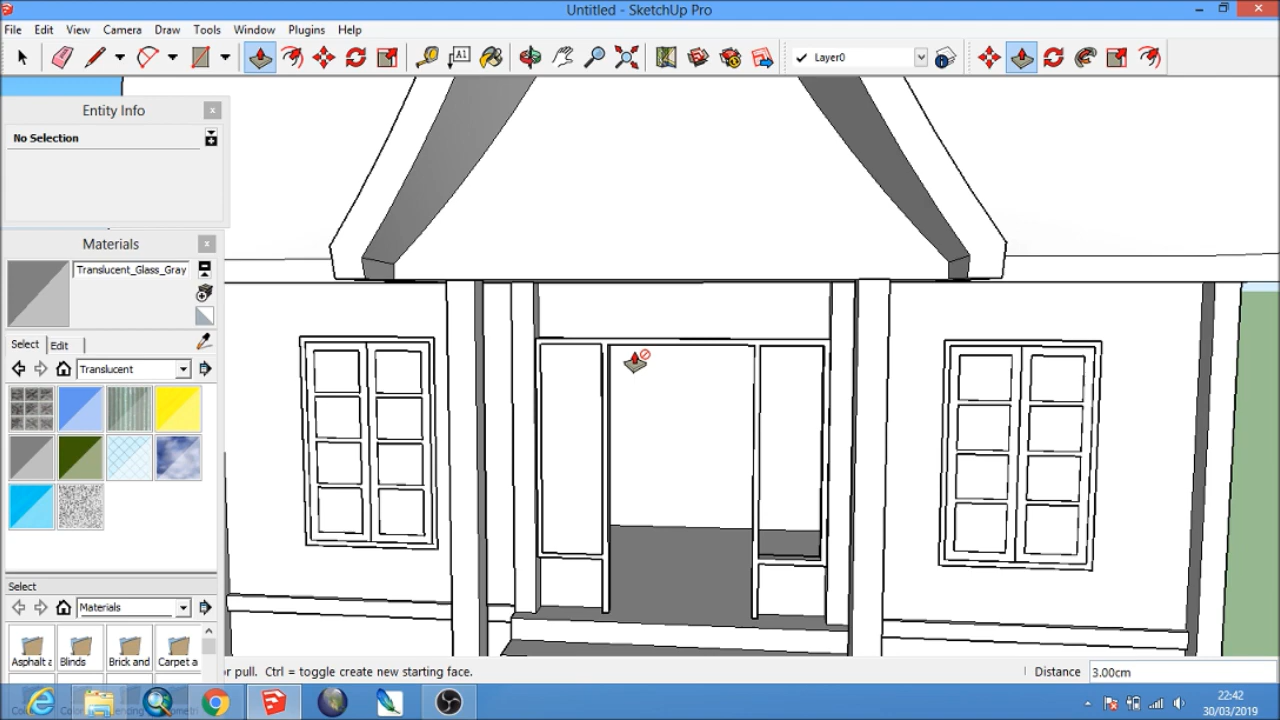 Untitled - SketchUp Pro
File Edit View Camera Draw Tools Window Plugins Help
A1
Layer0
Entity Info
No Selection
Materials
Translucent_Glass_Gray
Select Edit
Translucent
Select
Materials
Asphalt a Blinds Brick and Carpet a
or pull. Ctrl = toggle create new starting face.
Distance 3.00cm
22:42
30/03/2019